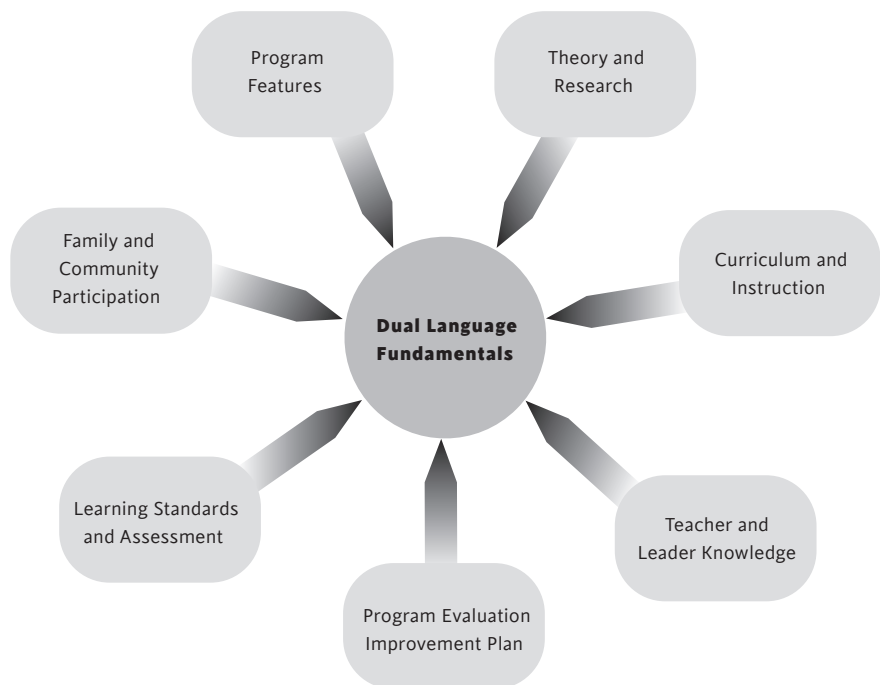 Program
Features
Theory and
Research
Family and
Community
Participation
Curriculum and
Instruction
Dual Language
Fundamentals
Learning Standards
and Assessment
Teacher and
Leader Knowledge
Program Evaluation
Improvement Plan